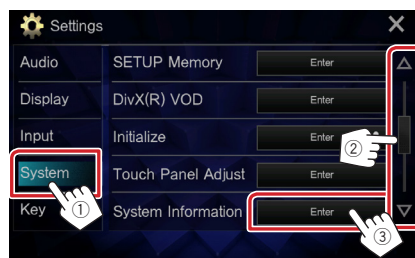 Settings
Audio
SETUP Memory Enter
Display
DivX(R) VOD Enter
Input
Initialize Enter
②
System
Touch Panel Adjust Enter
Key
①
System Information Enter
③